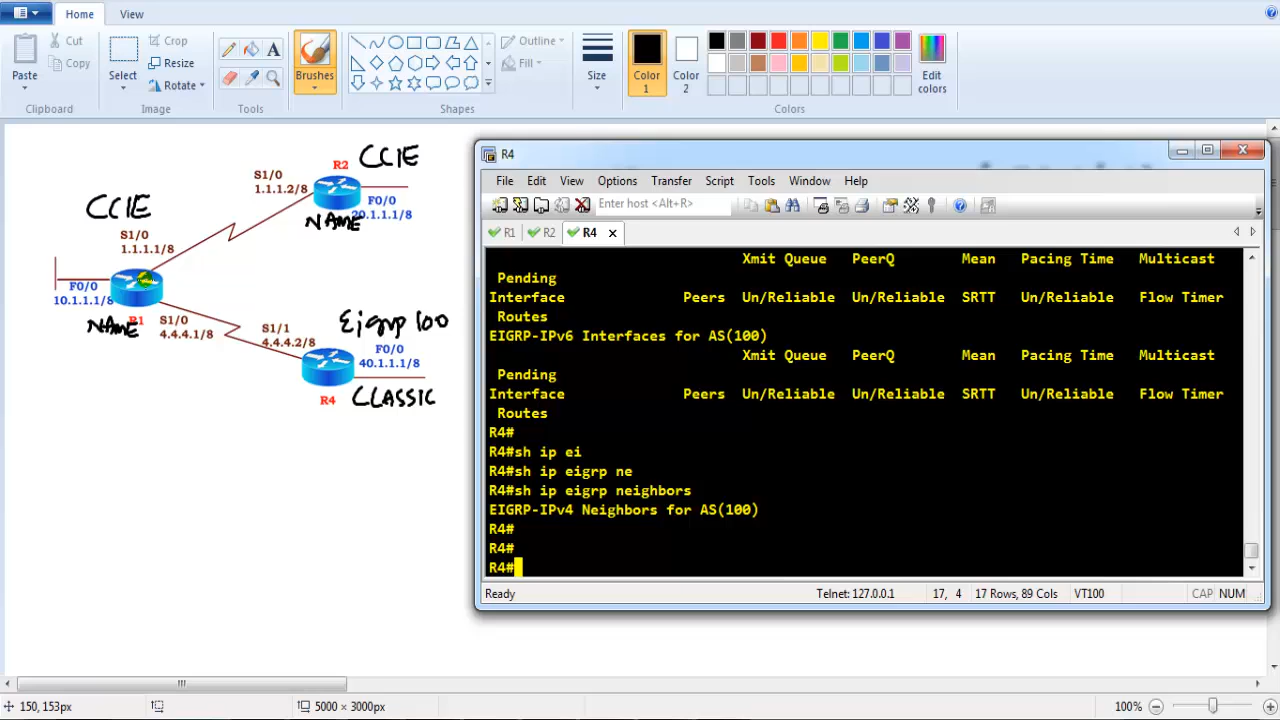 Home View
Paste
Cut
Copy
Clipboard
Select
Crop
Resize
Rotate
Image
A
Tools
Brushes
Outline
Fill
Shapes
Size
Color 1
Color 2
Edit colors
Colors
CCIE
R2
S1/0
1.1.1.2/8
F0/0
20.1.1.1/8
NAME
CCIE
S1/0
1.1.1.1/8
F0/0
10.1.1.1/8
NAME
R1
S1/0
4.4.4.1/8
S1/1
4.4.4.2/8
Eigrp 100
F0/0
40.1.1.1/8
R4
CLASSIC
R4
File Edit View Options Transfer Script Tools Window Help
Enter host <Alt+R>
R1 R2 R4
Xmit Queue PeerQ Mean Pacing Time Multicast
Pending
Interface Peers Un/Reliable Un/Reliable SRTT Un/Reliable Flow Timer
Routes
EIGRP-IPv6 Interfaces for AS(100)
Xmit Queue PeerQ Mean Pacing Time Multicast
Pending
Interface Peers Un/Reliable Un/Reliable SRTT Un/Reliable Flow Timer
Routes
R4#
R4#sh ip ei
R4#sh ip eigrp ne
R4#sh ip eigrp neighbors
EIGRP-IPv4 Neighbors for AS(100)
R4#
R4#
R4#
Ready Telnet: 127.0.0.1 17, 4 17 Rows, 89 Cols VT100 CAP NUM
150, 153px 5000 × 3000px 100%